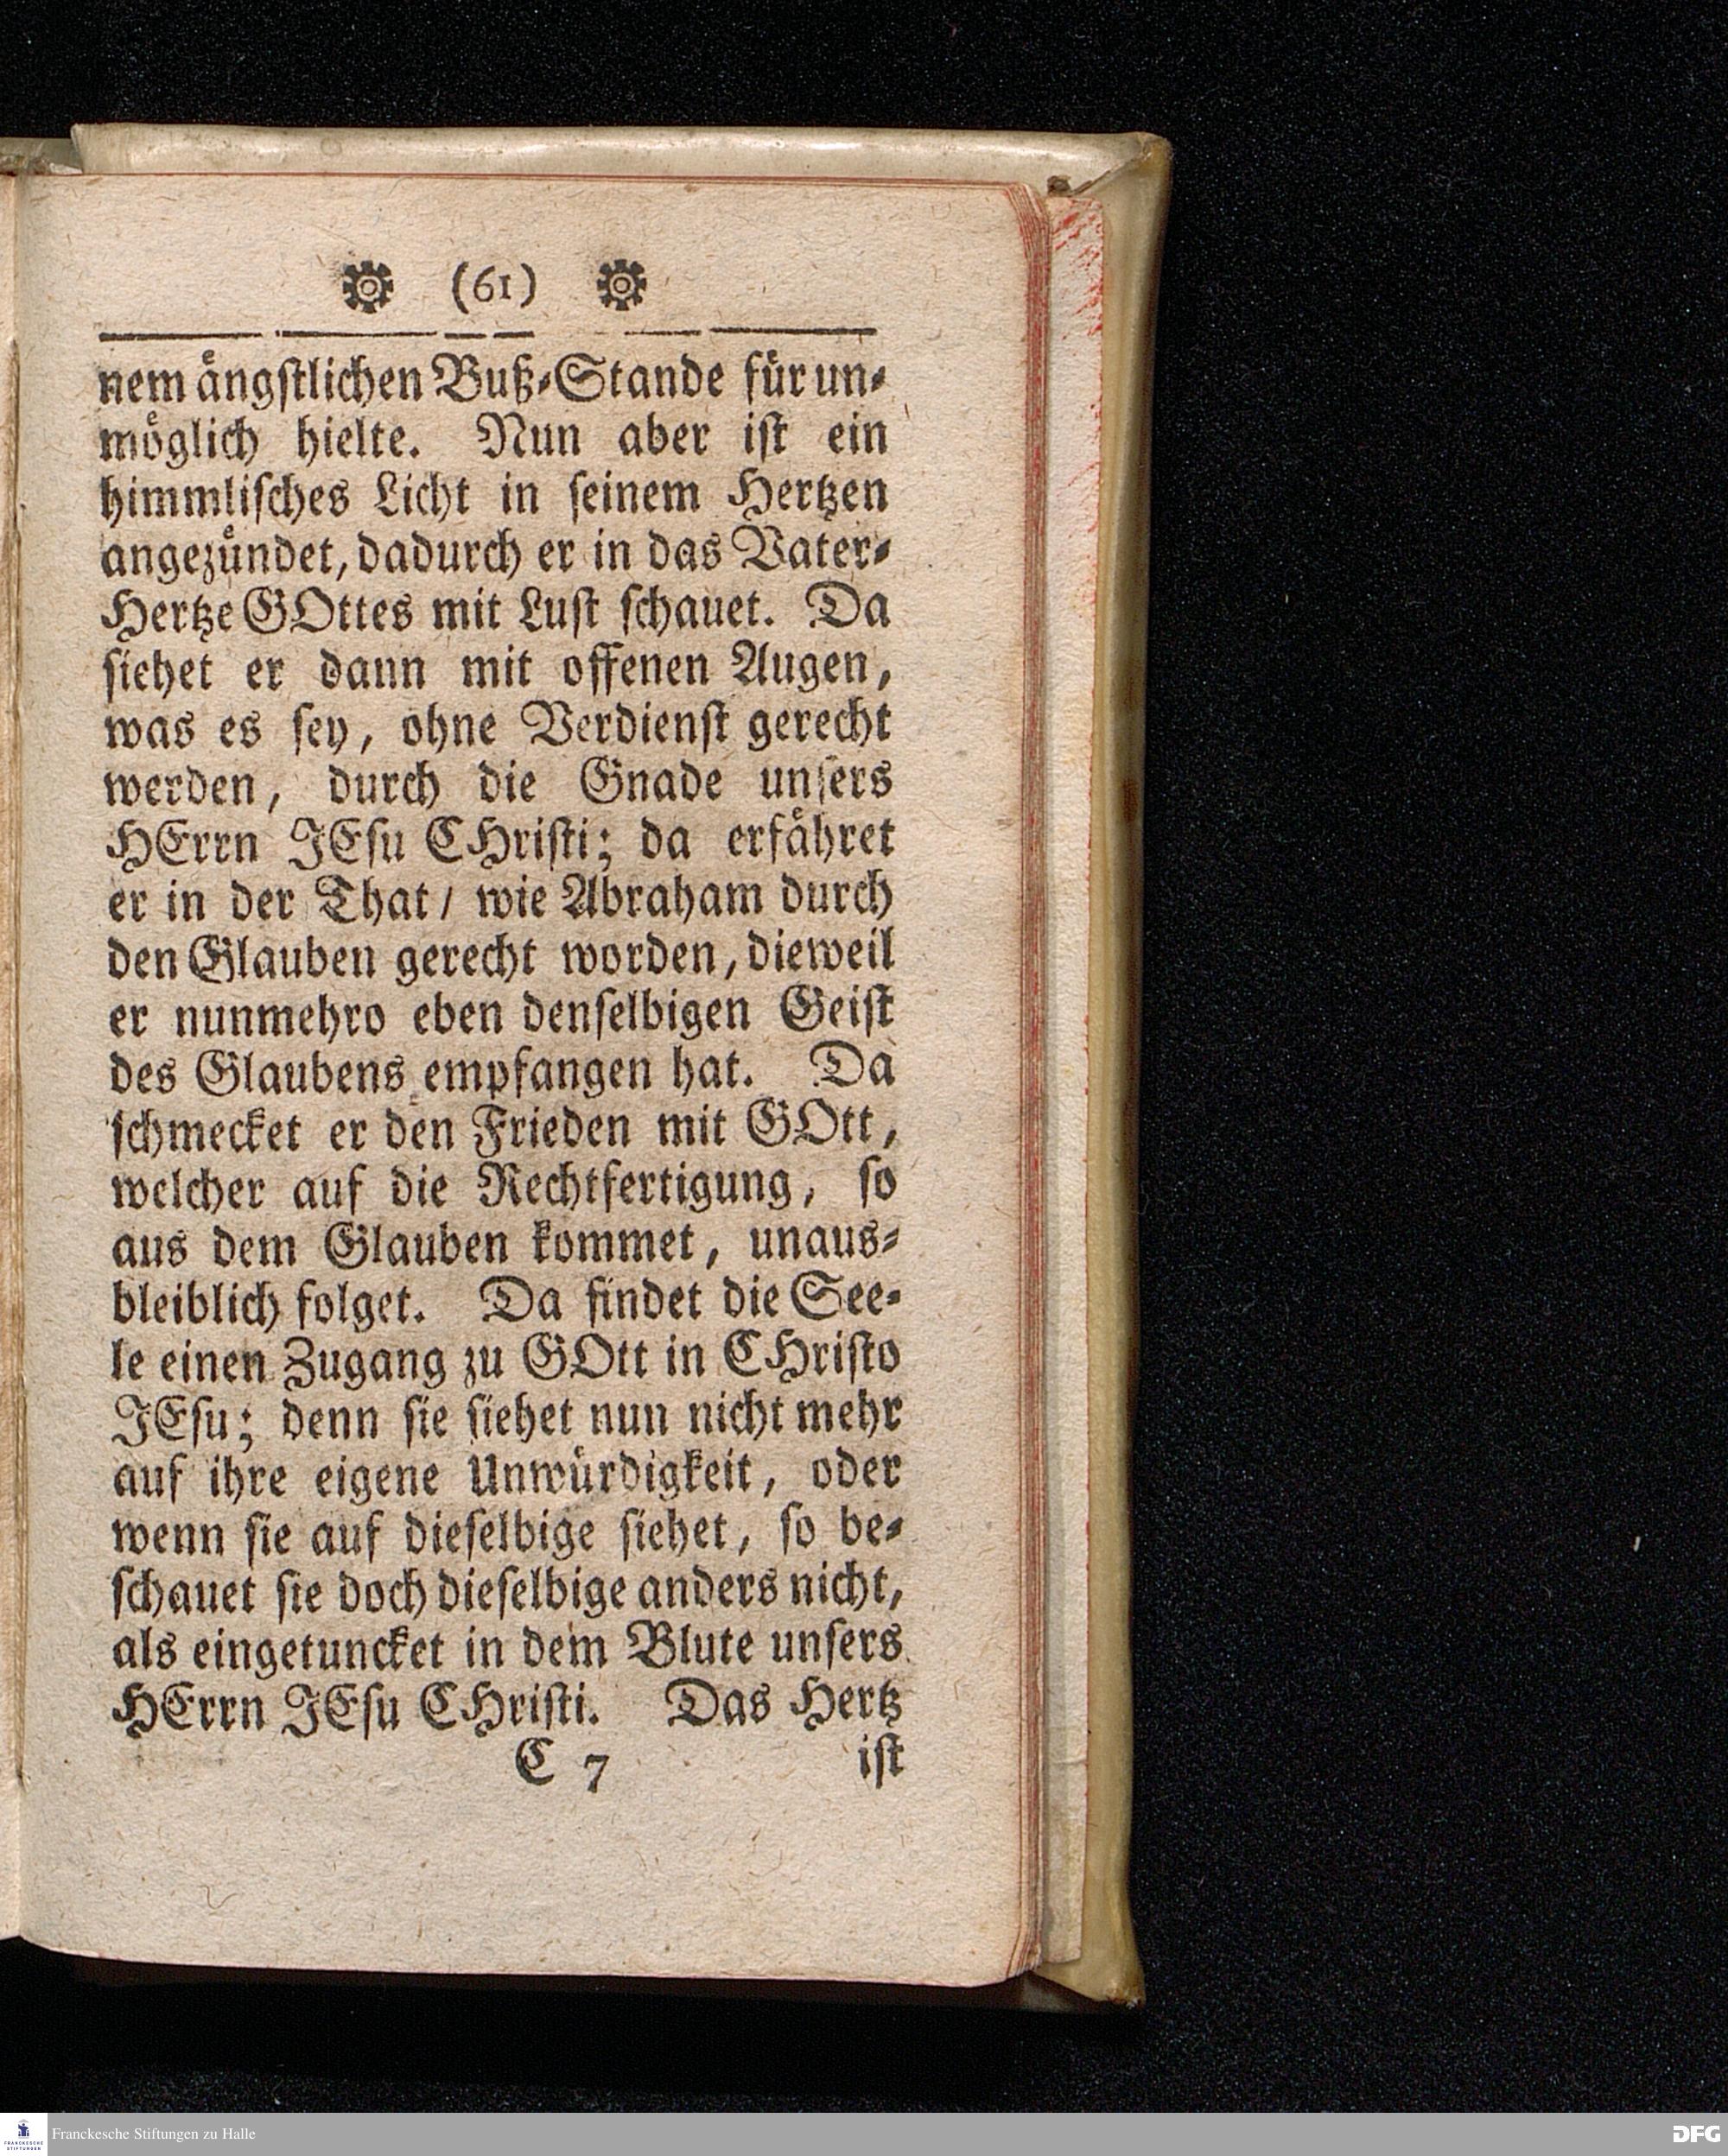 (61)
nem ängſtlichen Buß-Stande für un-
möglich hielte. Nun aber iſt ein
himmliſches Licht in ſeinem Hertzen
angezündet, dadurch er in das Vater-
Hertze GOttes mit Luſt ſchauet. Da
ſiehet er dann mit offenen Augen,
was es ſey, ohne Verdienſt gerecht
werden, durch die Gnade unſers
HErrn JEſu CHriſti; da erfähret
er in der That / wie Abraham durch
den Glauben gerecht worden, dieweil
er nunmehro eben denſelbigen Geiſt
des Glaubens empfangen hat. Da
ſchmecket er den Frieden mit GOtt,
welcher auf die Rechtfertigung, ſo
aus dem Glauben kommet, unaus-
bleiblich folget. Da findet die See-
le einen Zugang zu GOtt in CHriſto
JEſu; denn ſie ſiehet nun nicht mehr
auf ihre eigene Unwürdigkeit, oder
wenn ſie auf dieſelbige ſiehet, ſo be-
ſchauet ſie doch dieſelbige anders nicht,
als eingetuncket in dem Blute unſers
HErrn JEſu CHriſti. Das Hertz
C 7 iſt
FRANCKESCHE
STIFTUNGEN
Franckesche Stiftungen zu Halle
DFG